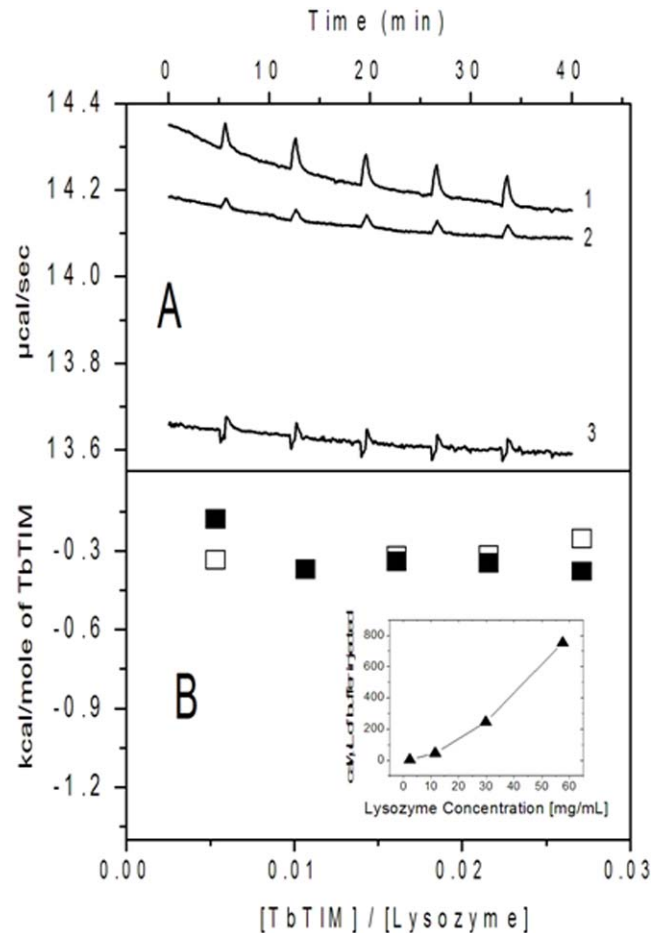 Time (min)
0 10 20 30 40
14.4
14.2
14.0
13.8
13.6
µcal/sec
1
2
A
3
-0.3
-0.6
-0.9
-1.2
kcal/mole of TbTIM
B
800
600
400
200
0
of buffer injected
0 10 20 30 40 50 60
Lysozyme Concentration [mg/mL]
0.00 0.01 0.02 0.03
[TbTIM] / [Lysozyme]